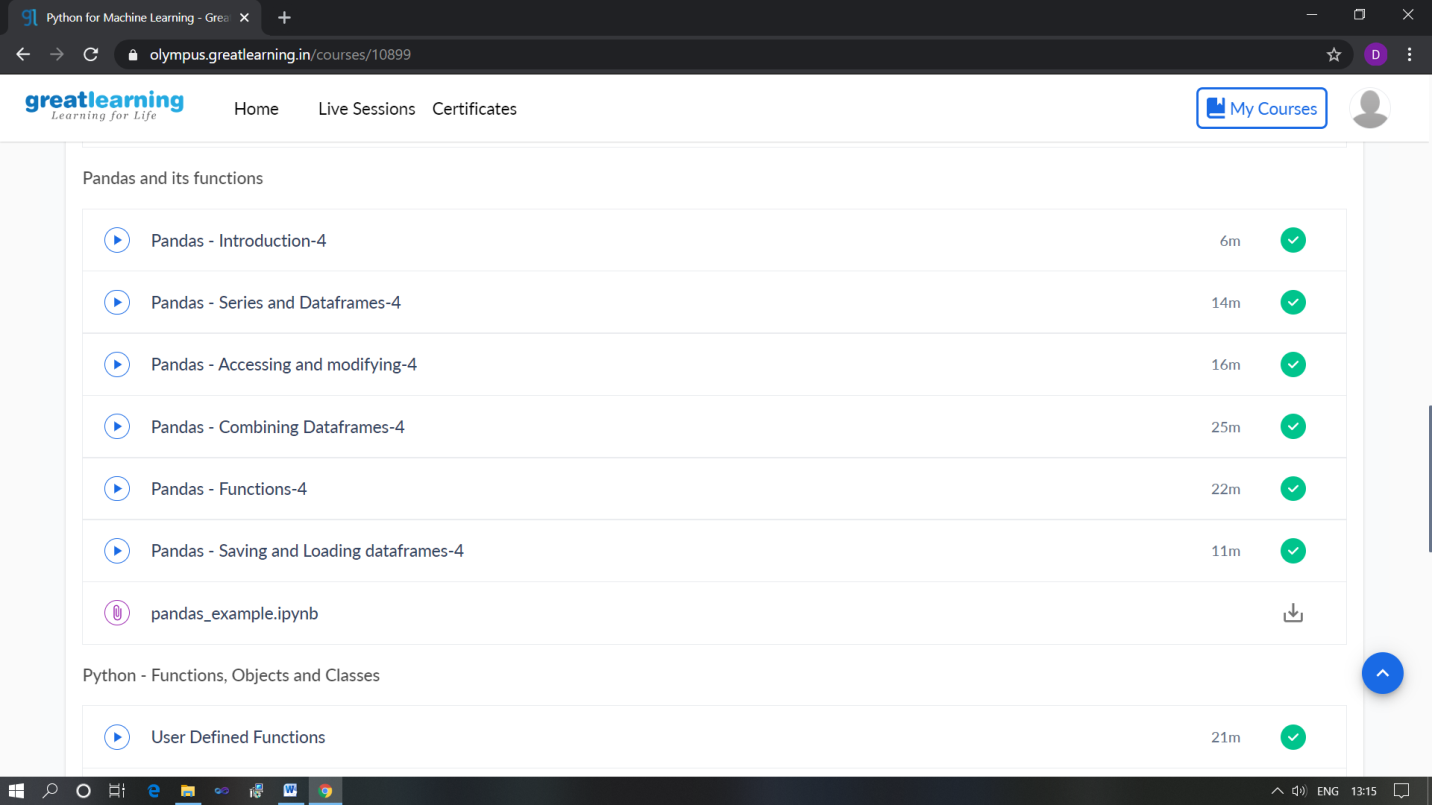 Python for Machine Learning - Grea
olympus.greatlearning.in/courses/10899
D
greatlearning
Learning for Life
Home
Live Sessions
Certificates
My Courses
Pandas and its functions
Pandas - Introduction-4 6m
Pandas - Series and Dataframes-4 14m
Pandas - Accessing and modifying-4 16m
Pandas - Combining Dataframes-4 25m
Pandas - Functions-4 22m
Pandas - Saving and Loading dataframes-4 11m
pandas_example.ipynb
Python - Functions, Objects and Classes
User Defined Functions 21m
ENG 13:15